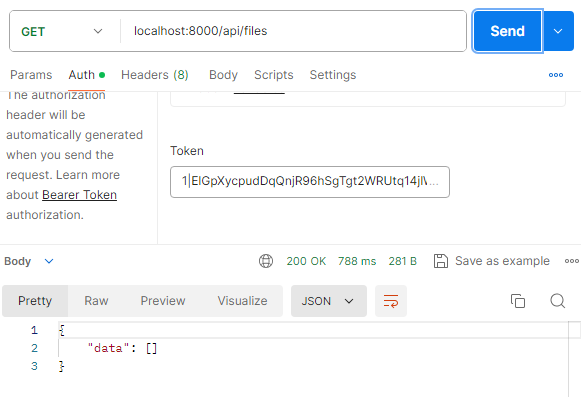 GET localhost:8000/api/files Send
Params Auth Headers (8) Body Scripts Settings
The authorization
header will be
automatically generated
when you send the
request. Learn more
about Bearer Token
authorization.
Token
1|EIGpXycpudDqQnjR96hSgTgt2WRUtq14jl\...
Body 200 OK 788 ms 281 B Save as example
Pretty Raw Preview Visualize JSON
1 {
2 "data": []
3 }